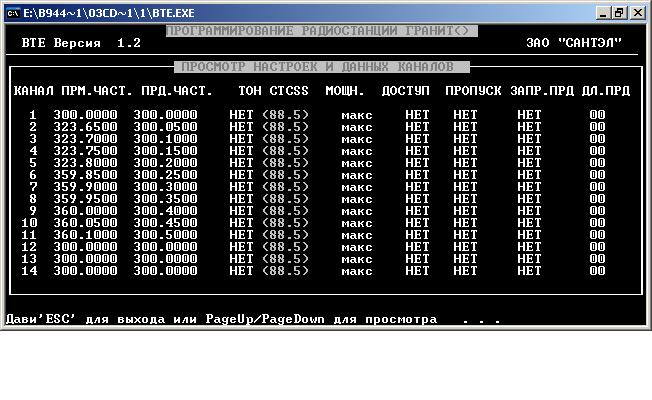 E:\B944~1\03CD~1\1\BTE.EXE
ПРОГРАММИРОВАНИЕ РАДИОСТАНЦИИ ГРАНИТ()
BTE Версия 1.2 ЗАО "САНТЭЛ"
ПРОСМОТР НАСТРОЕК И ДАННЫХ КАНАЛОВ
КАНАЛ ПРМ.ЧАСТ. ПРД.ЧАСТ. ТОН CTCSS МОЩН. ДОСТУП ПРОПУСК ЗАПР.ПРД ДЛ.ПРД
1 300.0000 300.0000 НЕТ (88.5) макс НЕТ НЕТ НЕТ 00
2 323.6500 300.0500 НЕТ (88.5) макс НЕТ НЕТ НЕТ 00
3 323.7000 300.1000 НЕТ (88.5) макс НЕТ НЕТ НЕТ 00
4 323.7500 300.1500 НЕТ (88.5) макс НЕТ НЕТ НЕТ 00
5 323.8000 300.2000 НЕТ (88.5) макс НЕТ НЕТ НЕТ 00
6 359.8500 300.2500 НЕТ (88.5) макс НЕТ НЕТ НЕТ 00
7 359.9000 300.3000 НЕТ (88.5) макс НЕТ НЕТ НЕТ 00
8 359.9500 300.3500 НЕТ (88.5) макс НЕТ НЕТ НЕТ 00
9 360.0000 300.4000 НЕТ (88.5) макс НЕТ НЕТ НЕТ 00
10 360.0500 300.4500 НЕТ (88.5) макс НЕТ НЕТ НЕТ 00
11 360.1000 300.5000 НЕТ (88.5) макс НЕТ НЕТ НЕТ 00
12 300.0000 300.0000 НЕТ (88.5) макс НЕТ НЕТ НЕТ 00
13 300.0000 300.0000 НЕТ (88.5) макс НЕТ НЕТ НЕТ 00
14 300.0000 300.0000 НЕТ (88.5) макс НЕТ НЕТ НЕТ 00
Дави'ESC' для выхода или PageUp/PageDown для просмотра . . .